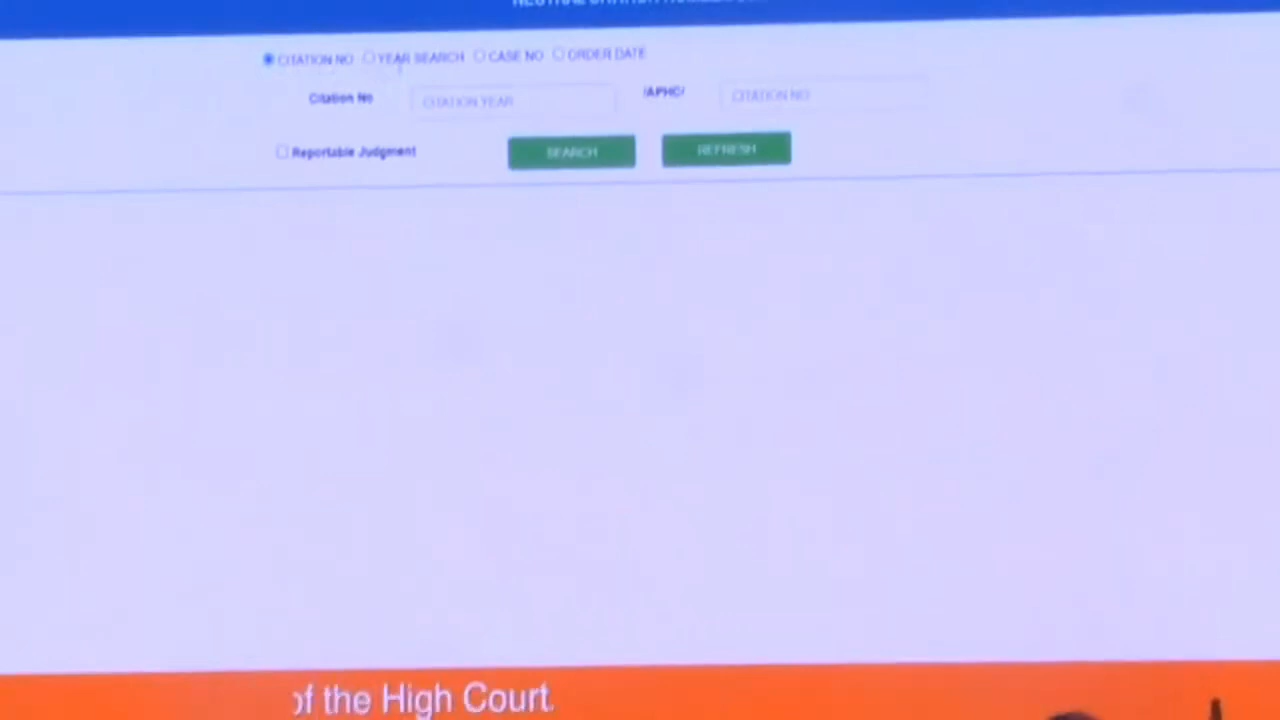 CITATION NO YEAR SEARCH CASE NO ORDER DATE
Citation No CITATION YEAR /APHC/ CITATION NO
Reportable Judgment SEARCH REFRESH
of the High Court.